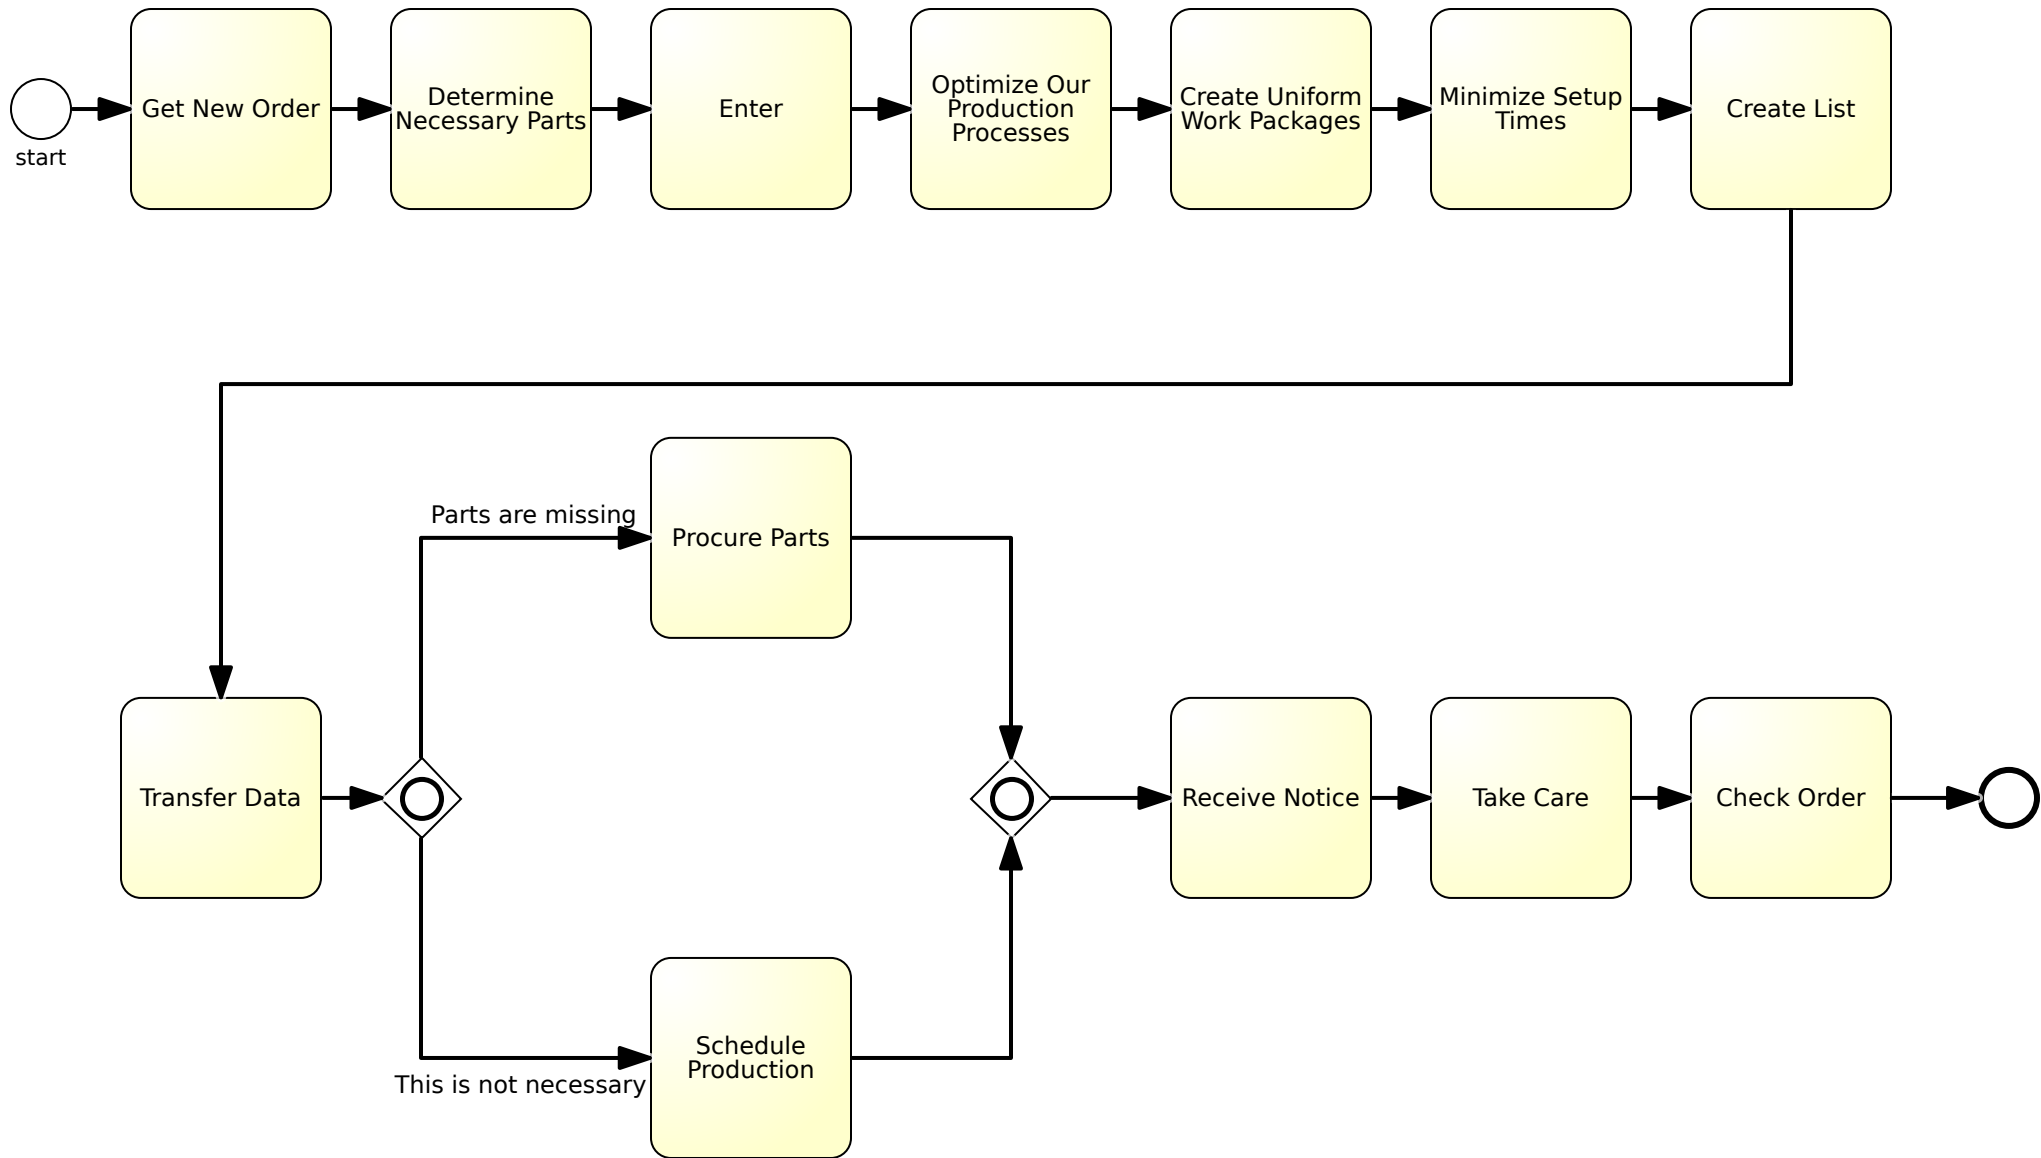 start
Get New Order
Determine
Necessary Parts
Enter
Optimize Our
Production
Processes
Create Uniform
Work Packages
Minimize Setup
Times
Create List
Parts are missing
Procure Parts
Transfer Data
Receive Notice
Take Care
Check Order
This is not necessary
Schedule
Production